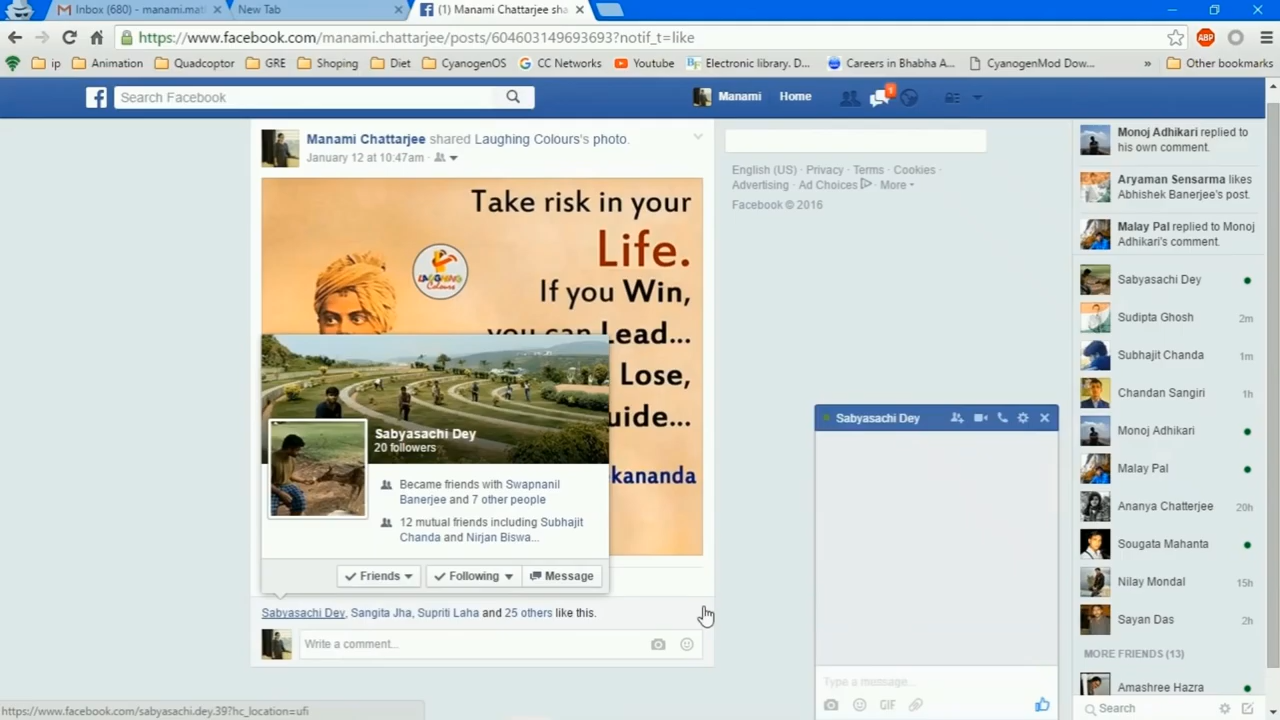 Inbox (680) - manami.mat
New Tab
(1) Manami Chattarjee sha
https://www.facebook.com/manami.chattarjee/posts/604603149693693?notif_t=like
ABP
ip
Animation
Quadcoptor
GRE
Shoping
Diet
CyanogenOS
CC Networks
Youtube
Electronic library. D...
Careers in Bhabha A...
CyanogenMod Dow...
»
Other bookmarks
Search Facebook
Manami
Home
1
Manami Chattarjee shared Laughing Colours's photo.
January 12 at 10:47am
Take risk in your
Life.
If you Win,
you can Lead...
Lose,
uide...
kananda
LAUGHING
Colours
Sabyasachi Dey
20 followers
Became friends with Swapnanil
Banerjee and 7 other people
12 mutual friends including Subhajit
Chanda and Nirjan Biswa...
Friends
Following
Message
Sabyasachi Dey, Sangita Jha, Supriti Laha and 25 others like this.
Write a comment...
https://www.facebook.com/sabyasachi.dey.39?hc_location=ufi
English (US) · Privacy · Terms · Cookies ·
Advertising · Ad Choices · More
Facebook © 2016
Sabyasachi Dey
Type a message...
GIF
Monoj Adhikari replied to
his own comment.
Aryaman Sensarma likes
Abhishek Banerjee's post.
Malay Pal replied to Monoj
Adhikari's comment.
Sabyasachi Dey
Sudipta Ghosh 2m
Subhajit Chanda 1m
Chandan Sangiri 1h
Monoj Adhikari
Malay Pal
Ananya Chatterjee 20h
Sougata Mahanta
Nilay Mondal 15h
Sayan Das 2h
MORE FRIENDS (13)
Amashree Hazra
Search